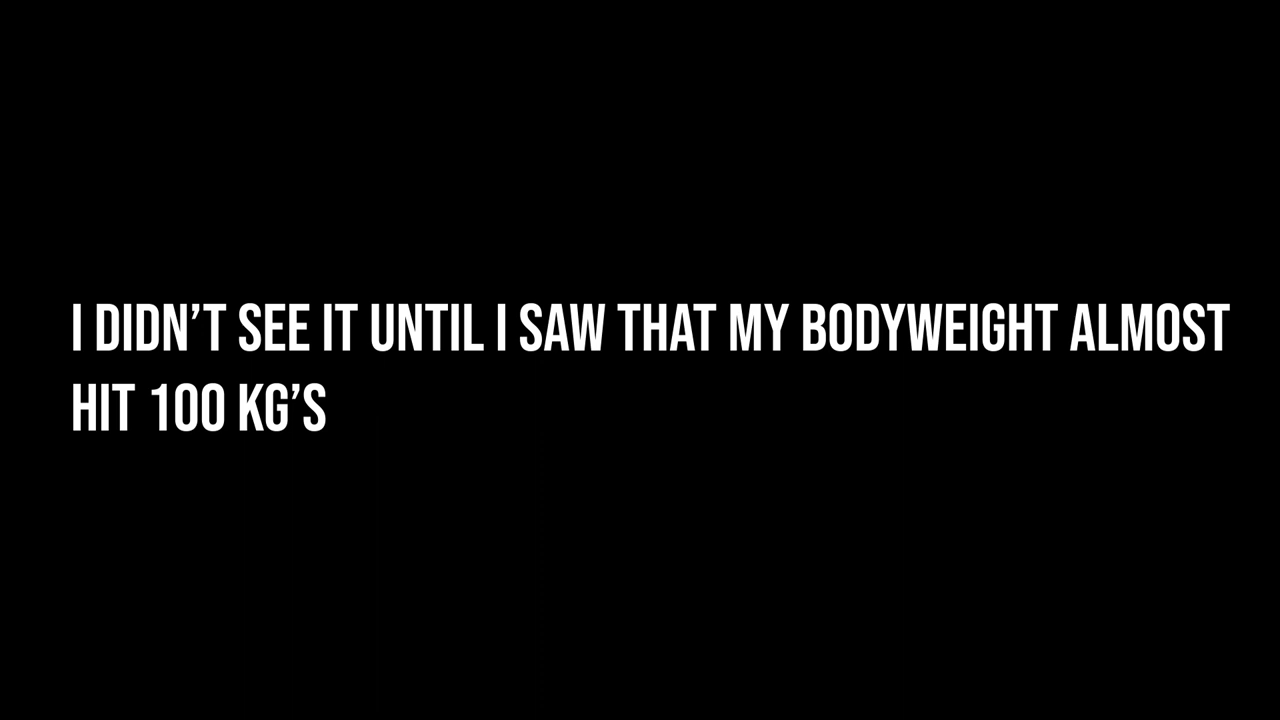 I DIDN’T SEE IT UNTIL I SAW THAT MY BODYWEIGHT ALMOST
HIT 100 KG’S